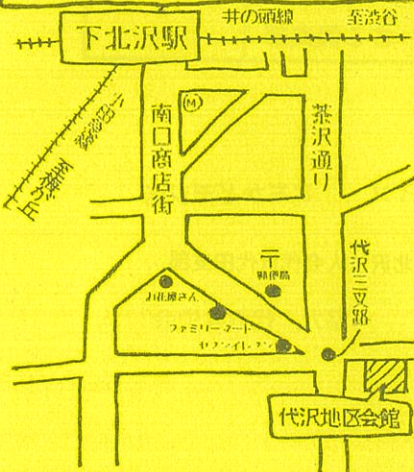 下北沢駅
井の頭線
至渋谷
小田急線
至梅が丘
南口商店街
M
茶沢通り
〒
郵便局
代沢三叉路
お花屋さん
ファミリーマート
セブンイレブン
代沢地区会館